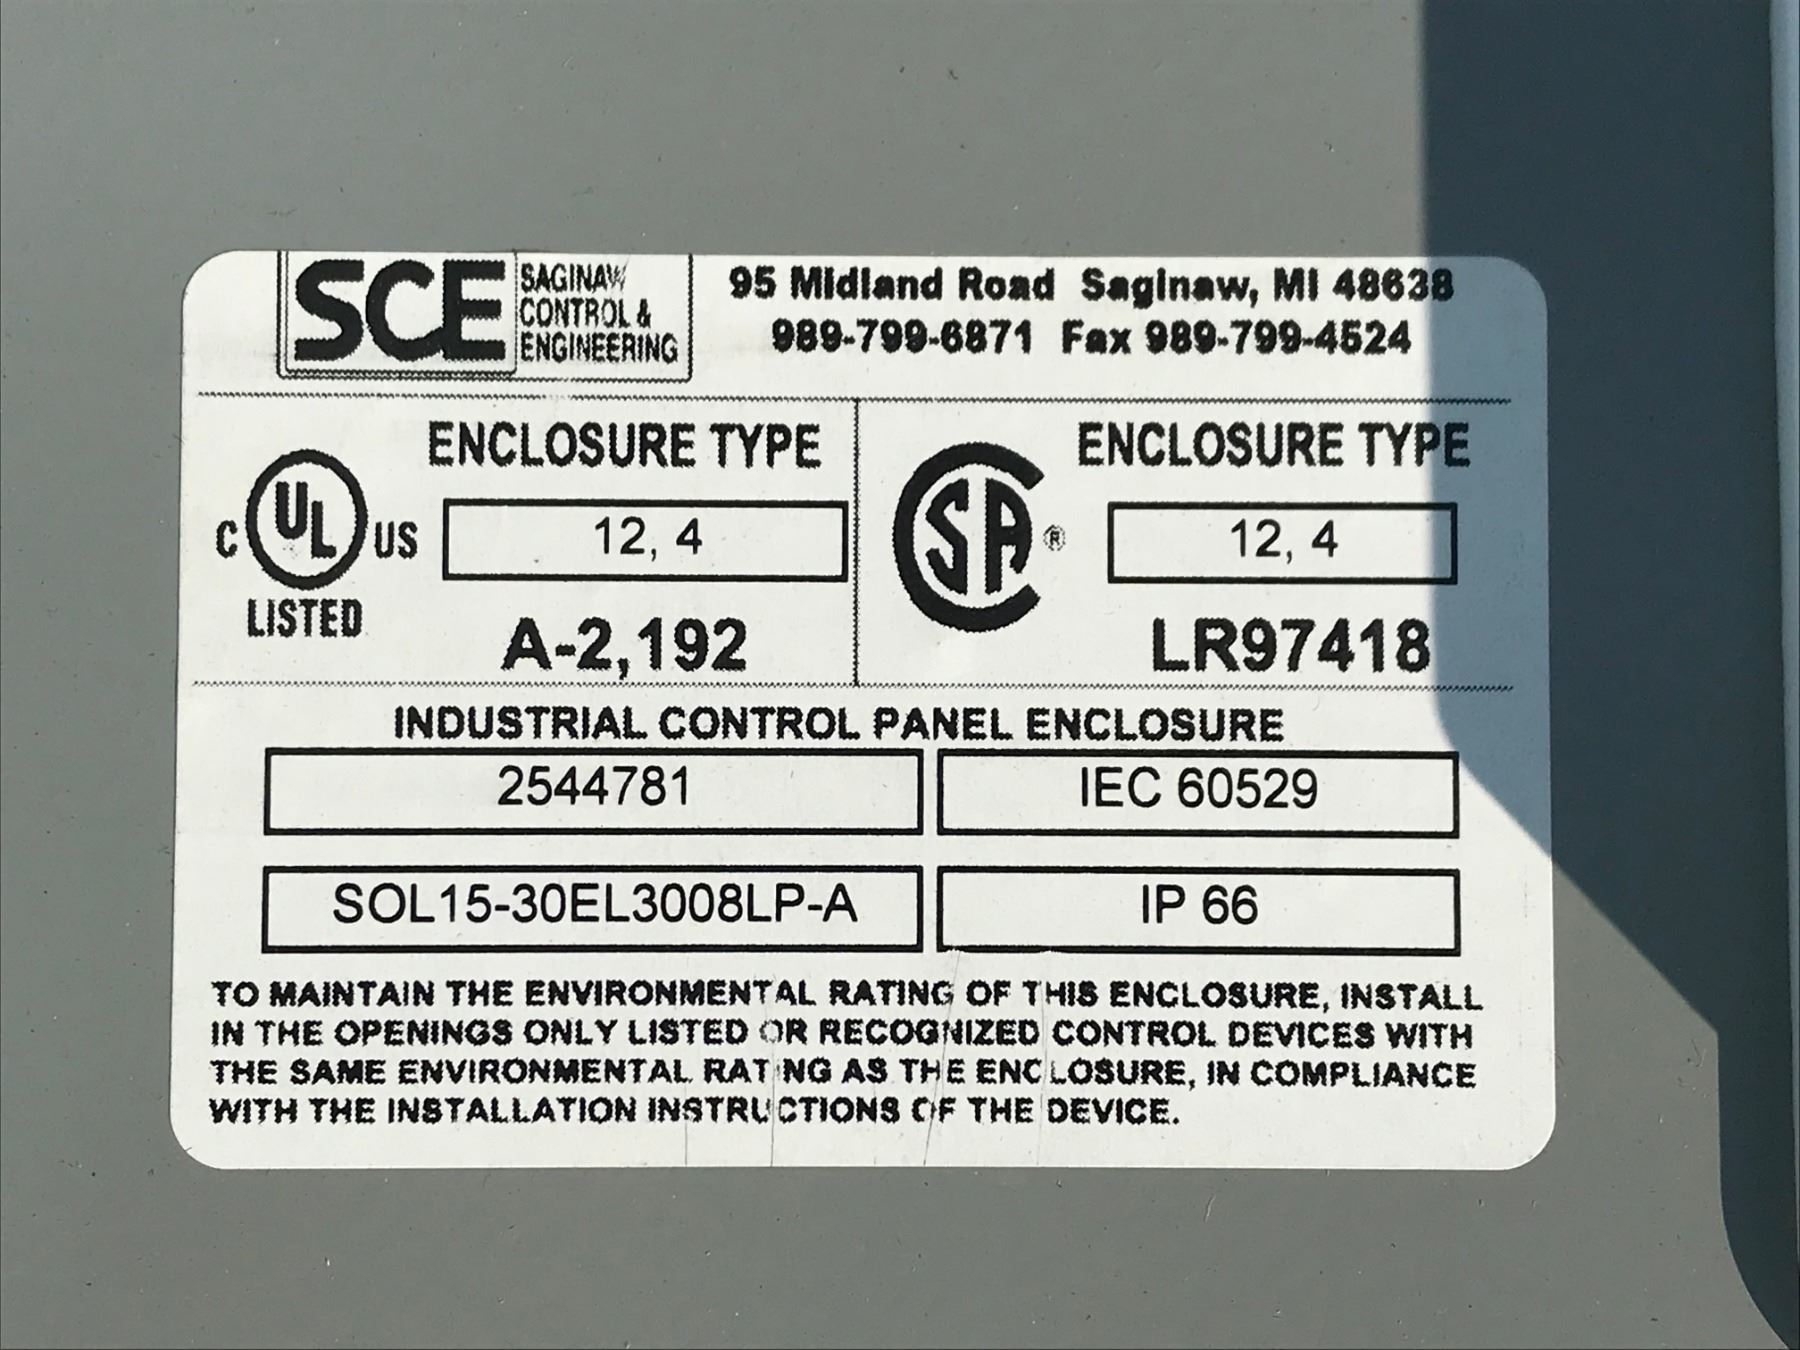 SCE SAGINAW CONTROL & ENGINEERING
95 Midland Road Saginaw, MI 48638
989-799-6871 Fax 989-799-4524
ENCLOSURE TYPE
C UL US
LISTED
12, 4
A-2,192
ENCLOSURE TYPE
SA ®
12, 4
LR97418
INDUSTRIAL CONTROL PANEL ENCLOSURE
2544781
IEC 60529
SOL15-30EL3008LP-A
IP 66
TO MAINTAIN THE ENVIRONMENTAL RATING OF THIS ENCLOSURE, INSTALL
IN THE OPENINGS ONLY LISTED OR RECOGNIZED CONTROL DEVICES WITH
THE SAME ENVIRONMENTAL RATING AS THE ENCLOSURE, IN COMPLIANCE
WITH THE INSTALLATION INSTRUCTIONS OF THE DEVICE.